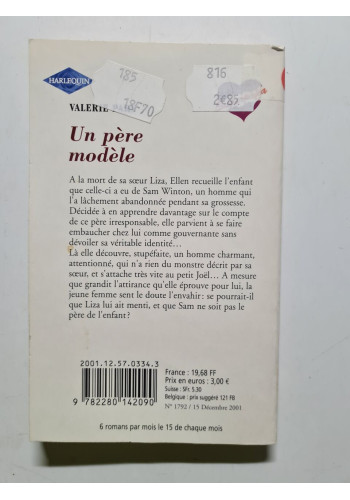 HARLEQUIN
185
18F70
816
2€85
VALERIE
Un père
modèle
A la mort de sa sœur Liza, Ellen recueille l'enfant
que celle-ci a eu de Sam Winton, un homme qui
l'a lâchement abandonnée pendant sa grossesse.
Décidée à en apprendre davantage sur le compte
de ce père irresponsable, elle parvient à se faire
embaucher chez lui comme gouvernante sans
dévoiler sa véritable identité...
Là elle découvre, stupéfaite, un homme charmant,
attentionné, qui n'a rien du monstre décrit par sa
sœur, et s'attache très vite au petit Joël... A mesure
que grandit l'attirance qu'elle éprouve pour lui, la
jeune femme sent le doute l'envahir : se pourrait-il
que Liza lui ait menti, et que Sam ne soit pas le
père de l'enfant ?
2001.12.57.0334.3
9 782280 142090
France : 19,68 FF
Prix en euros : 3,00 €
Suisse : SFr. 5.30
Belgique : prix suggéré 121 FB
N° 1792 / 15 Décembre 2001
6 romans par mois le 15 de chaque mois